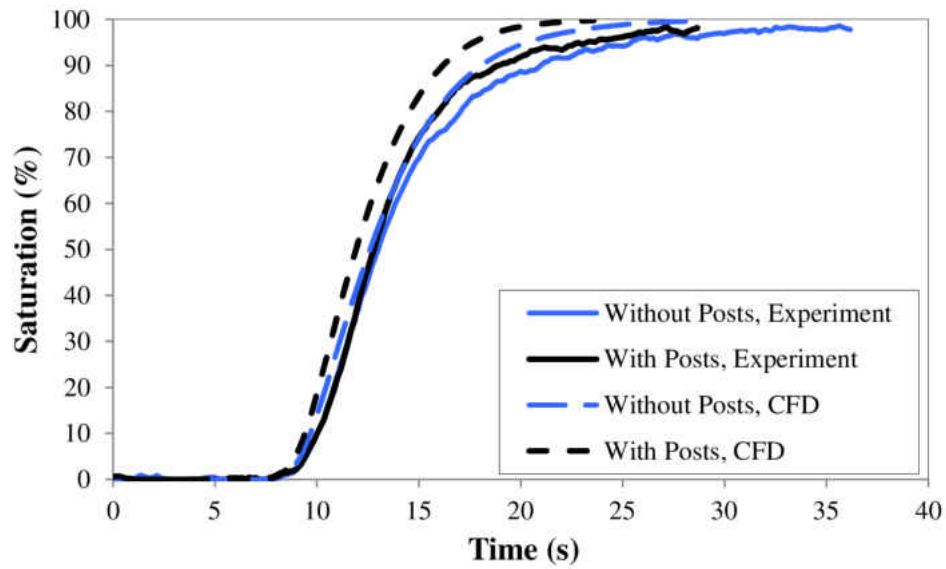 100
90
80
70
60
50
40
30
20
10
0
Saturation (%)
0 5 10 15 20 25 30 35 40
Time (s)
Without Posts, Experiment
With Posts, Experiment
Without Posts, CFD
With Posts, CFD